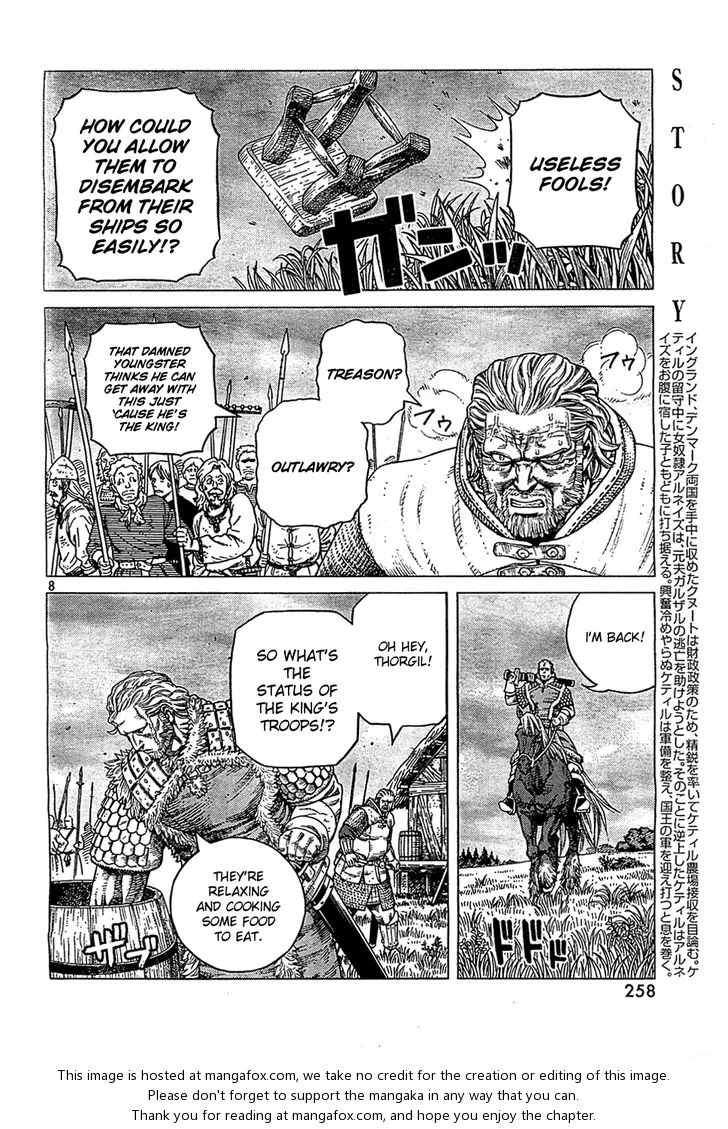 STORY
イングランド、デンマーク両国を手中に収めたクヌートは財政政策のため、精鋭を率いてケティル農場接収を目論む。ケ
ティルの留守中に女奴隷アルネイズは、元夫ガルザルの逃亡を助けようとした。そのことに逆上したケティルはアルネ
イズをお腹に宿した子どもともに打ち据える。興奮冷めやらぬケティルは軍備を整え、国王の軍を迎え打つと息を巻く。
USELESS
FOOLS!
HOW COULD
YOU ALLOW
THEM TO
DISEMBARK
FROM THEIR
SHIPS SO
EASILY!?
ガンッ
TREASON?
OUTLAWRY?
THAT DAMNED
YOUNGSTER
THINKS HE CAN
GET AWAY WITH
THIS JUST
'CAUSE HE'S
THE KING!
フゥ
フゥ
8
I'M BACK!
ドドドド
OH HEY,
THORGIL!
SO WHAT'S
THE
STATUS OF
THE KING'S
TROOPS!?
THEY'RE
RELAXING
AND COOKING
SOME FOOD
TO EAT.
ザブ
258
This image is hosted at mangafox.com, we take no credit for the creation or editing of this image.
Please don't forget to support the mangaka in any way that you can.
Thank you for reading at mangafox.com, and hope you enjoy the chapter.